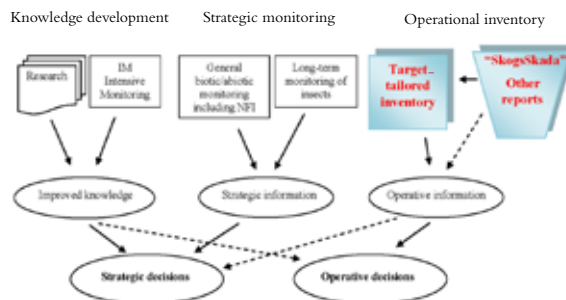 Knowledge development
Strategic monitoring
Operational inventory
Research
IM
Intensive
Monitoring
General
biotic/abiotic
monitoring
including NFI
Long-term
monitoring of
insects
Target_
tailored
inventory
"SkogsSkada"
Other
reports
Improved knowledge
Strategic information
Operative information
Strategic decisions
Operative decisions